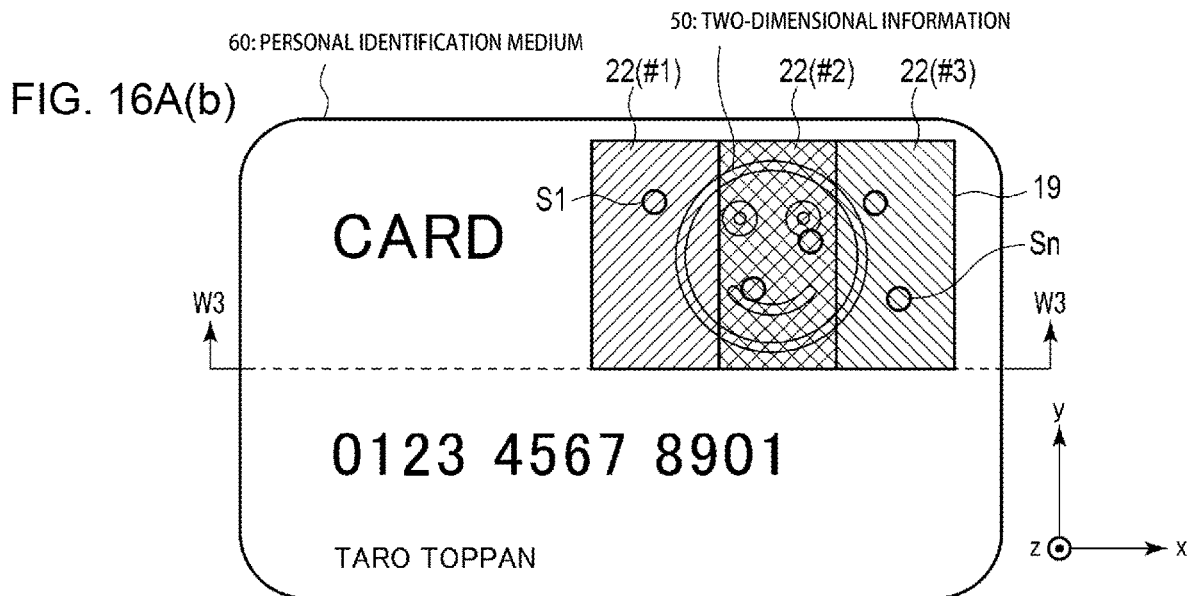 50: TWO-DIMENSIONAL INFORMATION
60: PERSONAL IDENTIFICATION MEDIUM
22(#1) 22(#2) 22(#3)
FIG. 16A(b)
19
S1
CARD
Sn
W3 W3
y
0123 4567 8901
z x
TARO TOPPAN